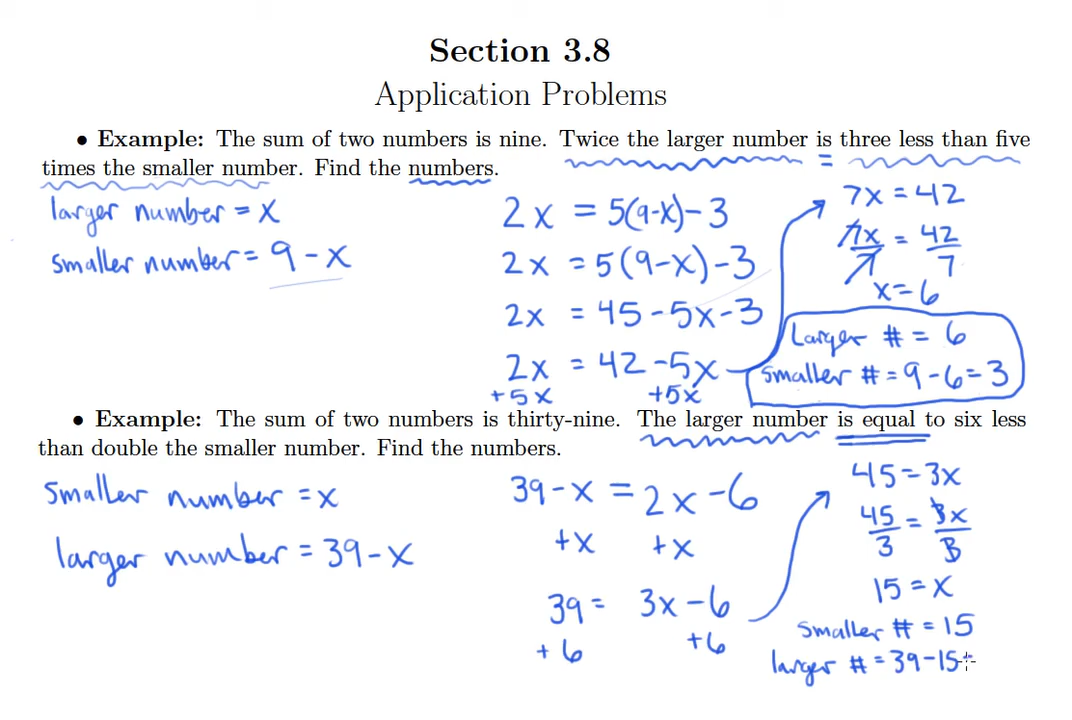 Section 3.8
Application Problems
• Example: The sum of two numbers is nine. Twice the larger number is three less than five
times the smaller number. Find the numbers.
larger number = x
smaller number = 9 - x
2x = 5(9-x) - 3
2x = 5(9-x) - 3
2x = 45 - 5x - 3
2x = 42 - 5x
+5x +5x
7x = 42
7x/7 = 42/7
x = 6
Larger # = 6
smaller # = 9 - 6 = 3
• Example: The sum of two numbers is thirty-nine. The larger number is equal to six less
than double the smaller number. Find the numbers.
smaller number = x
larger number = 39 - x
39 - x = 2x - 6
+x +x
39 = 3x - 6
+6 +6
45 = 3x
45/3 = 3x/3
15 = x
smaller # = 15
larger # = 39 - 15